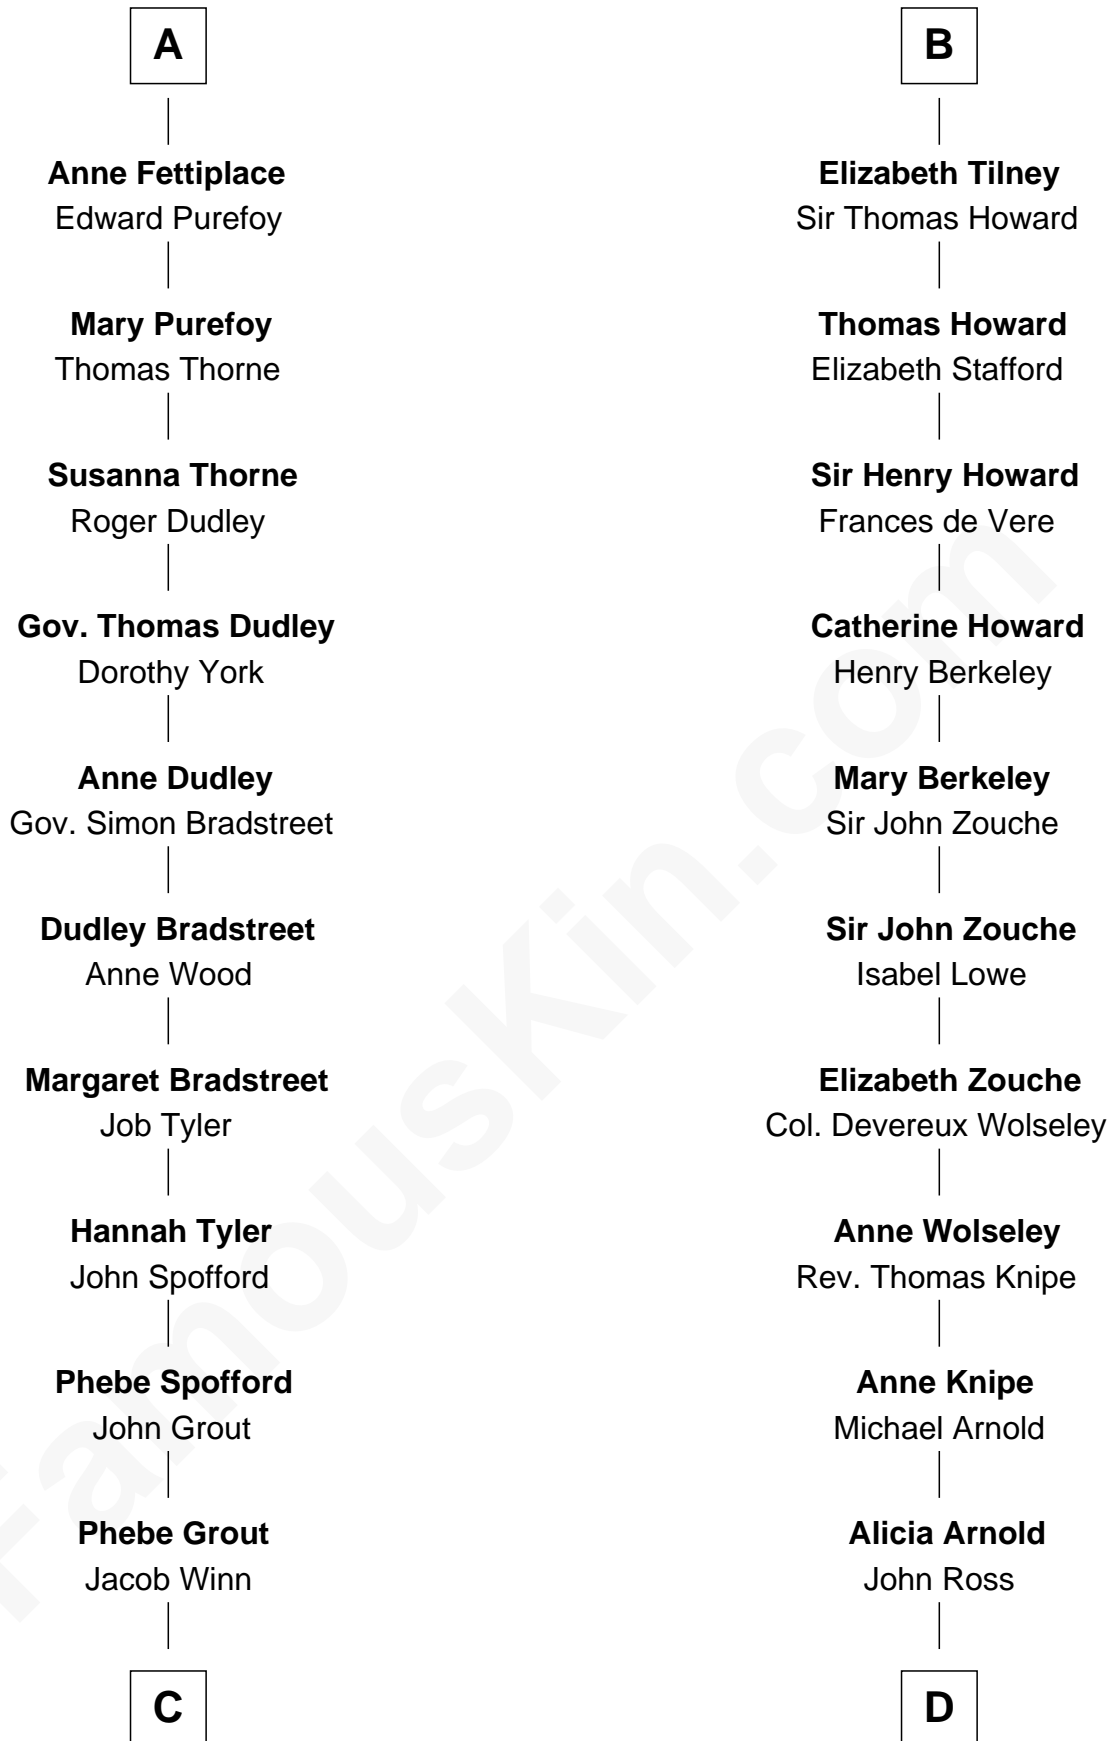 A
Anne Fettiplace
Edward Purefoy
Mary Purefoy
Thomas Thorne
Susanna Thorne
Roger Dudley
Gov. Thomas Dudley
Dorothy York
Anne Dudley
Gov. Simon Bradstreet
Dudley Bradstreet
Anne Wood
Margaret Bradstreet
Job Tyler
Hannah Tyler
John Spofford
Phebe Spofford
John Grout
Phebe Grout
Jacob Winn
C
B
Elizabeth Tilney
Sir Thomas Howard
Thomas Howard
Elizabeth Stafford
Sir Henry Howard
Frances de Vere
Catherine Howard
Henry Berkeley
Mary Berkeley
Sir John Zouche
Sir John Zouche
Isabel Lowe
Elizabeth Zouche
Col. Devereux Wolseley
Anne Wolseley
Rev. Thomas Knipe
Anne Knipe
Michael Arnold
Alicia Arnold
John Ross
D
FamousKin.com